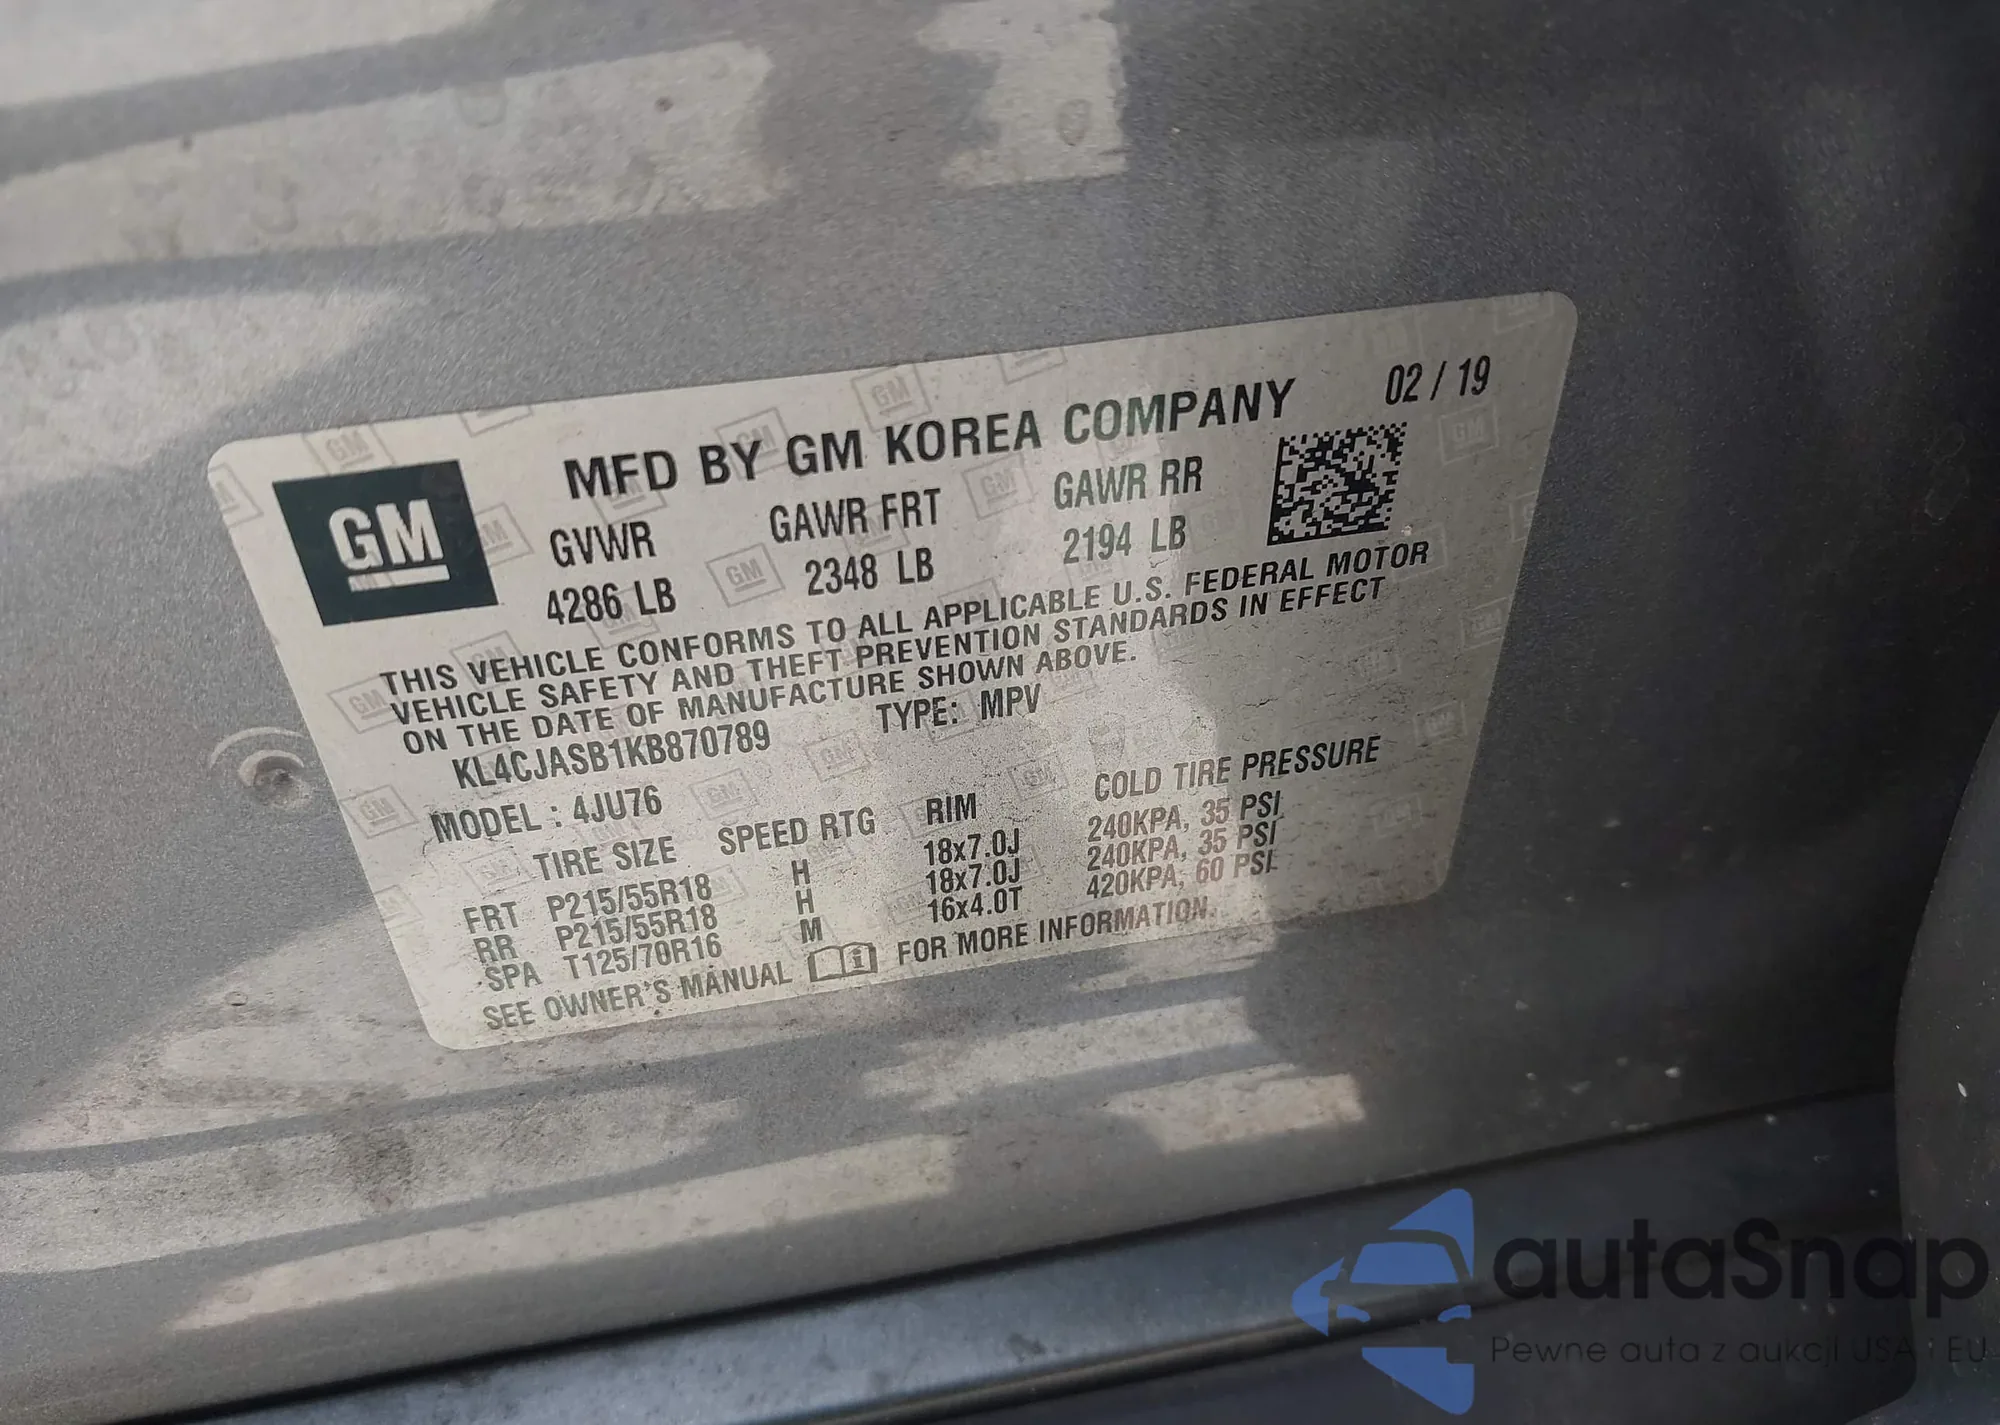 MFD BY GM KOREA COMPANY 02 / 19
GM
GVWR GAWR FRT GAWR RR
4286 LB 2348 LB 2194 LB
THIS VEHICLE CONFORMS TO ALL APPLICABLE U.S. FEDERAL MOTOR
VEHICLE SAFETY AND THEFT PREVENTION STANDARDS IN EFFECT
ON THE DATE OF MANUFACTURE SHOWN ABOVE.
KL4CJASB1KB870789 TYPE: MPV
MODEL : 4JU76
TIRE SIZE SPEED RTG RIM COLD TIRE PRESSURE
FRT P215/55R18 H 18x7.0J 240KPA, 35 PSI
RR P215/55R18 H 18x7.0J 240KPA, 35 PSI
SPA T125/70R16 M 16x4.0T 420KPA, 60 PSI
SEE OWNER'S MANUAL FOR MORE INFORMATION.
autaSnap
Pewne auta z aukcji USA i EU